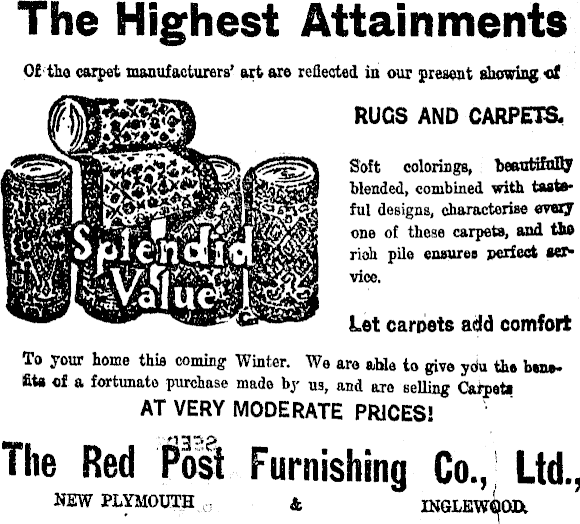 The Highest Attainments
Of the carpet manufacturers' art are reflected in our present showing of
RUGS AND CARPETS.
Soft colorings, beautifully
blended, combined with taste-
ful designs, characterise every
one of these carpets, and the
rich pile ensures perfect ser-
vice.
Splendid
Value
Let carpets add comfort
To your home this coming Winter. We are able to give you the bene-
fits of a fortunate purchase made by us, and are selling Carpets
AT VERY MODERATE PRICES!
The Red Post Furnishing Co., Ltd.,
NEW PLYMOUTH & INGLEWOOD.